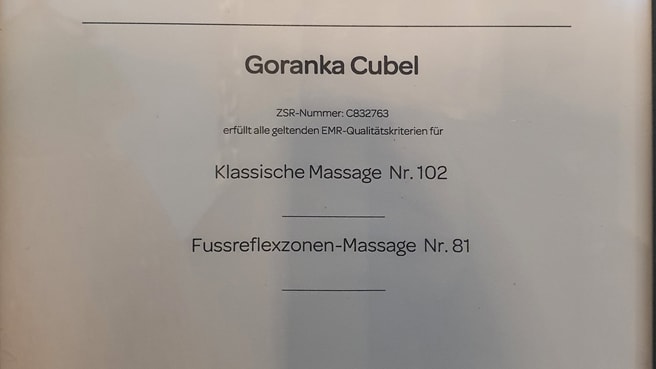 Goranka Cubel
ZSR-Nummer: C832763
erfüllt alle geltenden EMR-Qualitätskriterien für
Klassische Massage Nr. 102
Fussreflexzonen-Massage Nr. 81